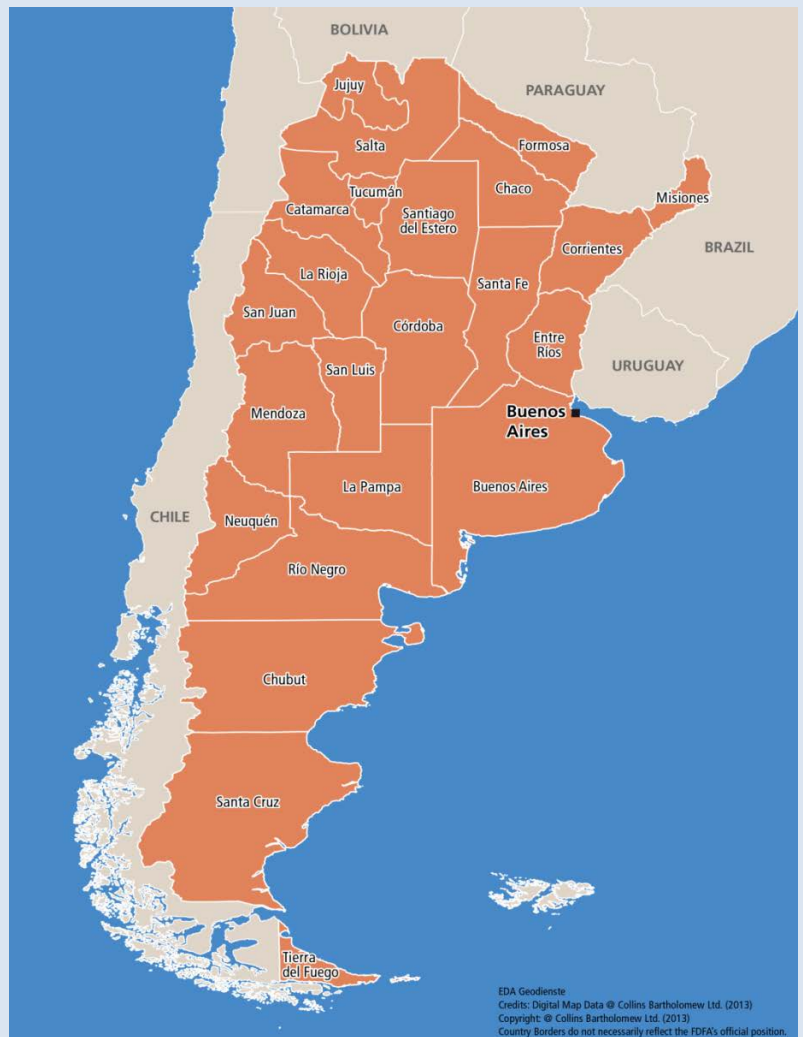 BOLIVIA
Jujuy
PARAGUAY
Salta
Formosa
Chaco
Misiones
Tucumán
Catamarca
Santiago
del Estero
Corrientes
BRAZIL
La Rioja
Santa Fe
San Juan
Córdoba
Entre
Ríos
San Luis
URUGUAY
Mendoza
Buenos
Aires
La Pampa
Buenos Aires
CHILE
Neuquén
Río Negro
Chubut
Santa Cruz
Tierra
del Fuego
EDA Geodienste
Credits: Digital Map Data @ Collins Bartholomew Ltd. (2013)
Copyright: @ Collins Bartholomew Ltd. (2013)
Country Borders do not necessarily reflect the FDFA's official position.